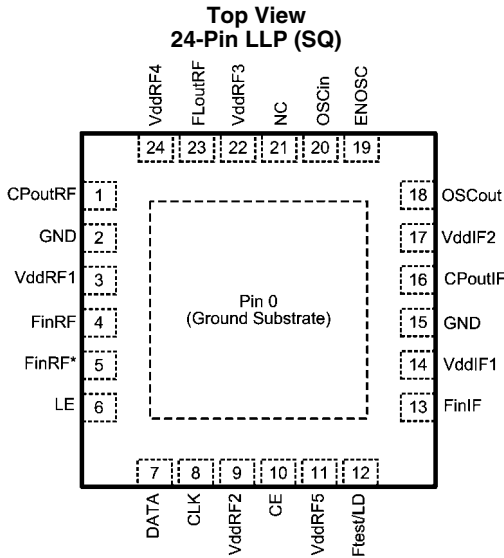 Top View
24-Pin LLP (SQ)
VddRF4
FLoutRF
VddRF3
NC
OSCin
ENOSC
24 23 22 21 20 19
CPoutRF 1
GND 2
VddRF1 3
FinRF 4
FinRF* 5
LE 6
Pin 0
(Ground Substrate)
18 OSCout
17 VddIF2
16 CPoutIF
15 GND
14 VddIF1
13 FinIF
7 8 9 10 11 12
DATA
CLK
VddRF2
CE
VddRF5
Ftest/LD